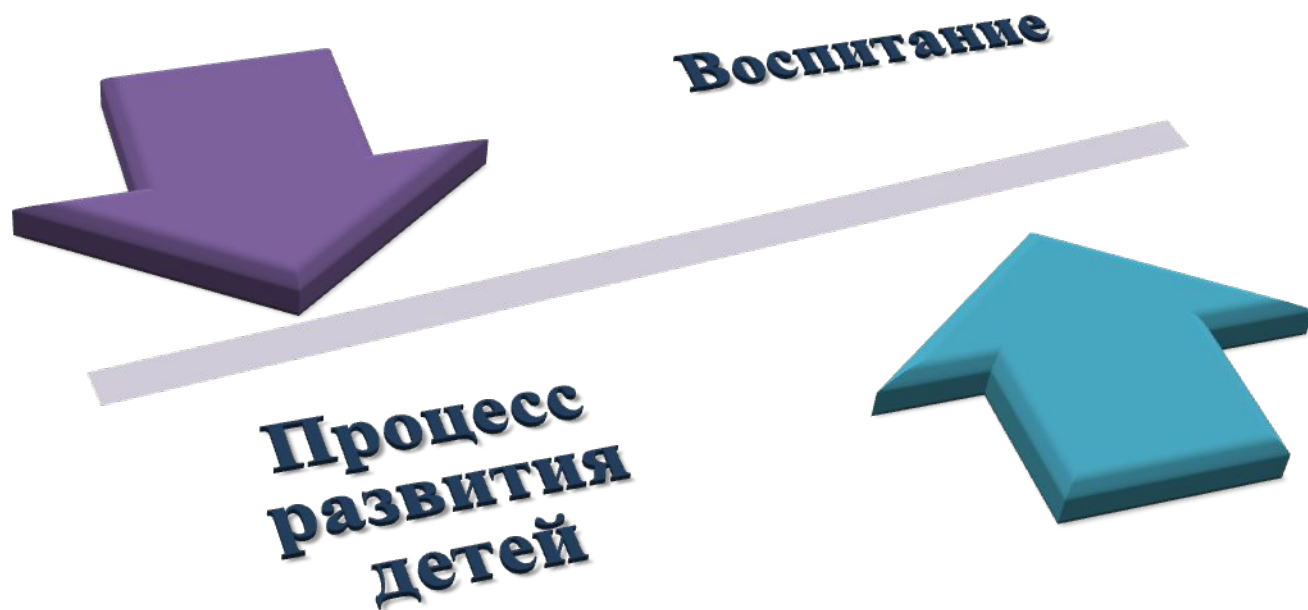 Воспитание
Процесс
развития
детей